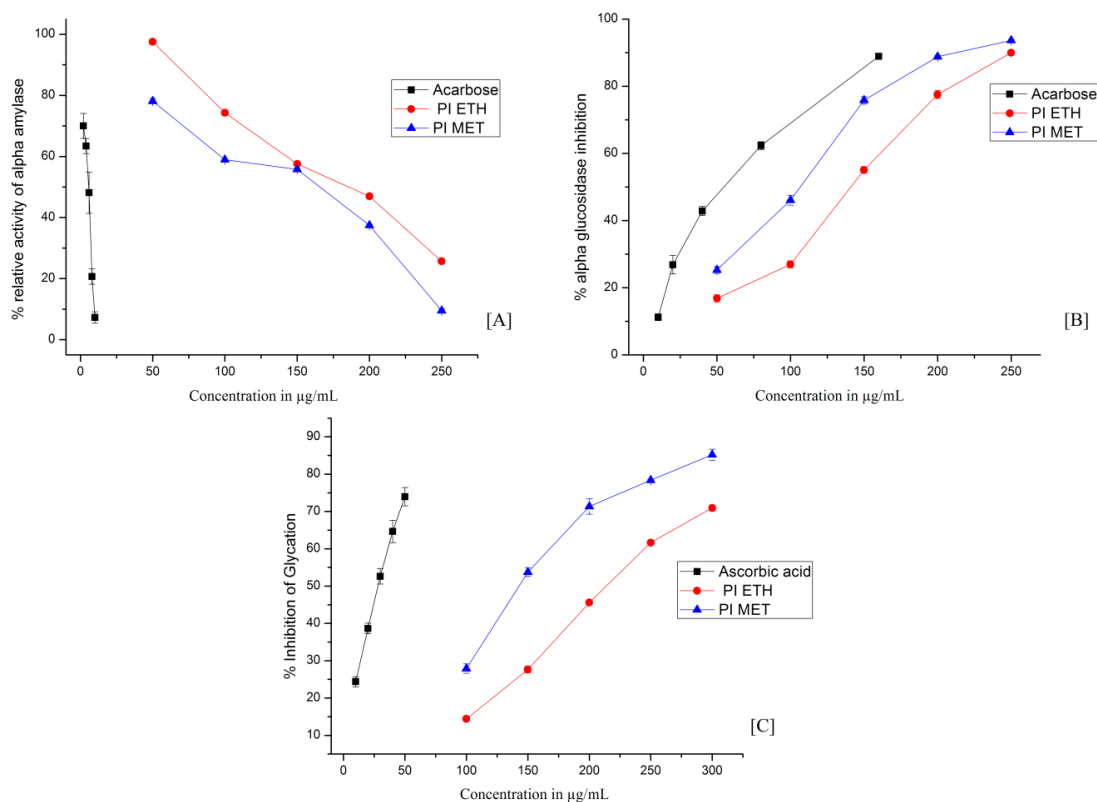 % relative activity of alpha amylase
100
80
60
40
20
0
0 50 100 150 200 250
Concentration in µg/mL
Acarbose
PI ETH
PI MET
[A]
% alpha glucosidase inhibition
100
80
60
40
20
0
0 50 100 150 200 250
Concentration in µg/mL
Acarbose
PI ETH
PI MET
[B]
% Inhibition of Glycation
90
80
70
60
50
40
30
20
10
0 50 100 150 200 250 300
Concentration in µg/mL
Ascorbic acid
PI ETH
PI MET
[C]